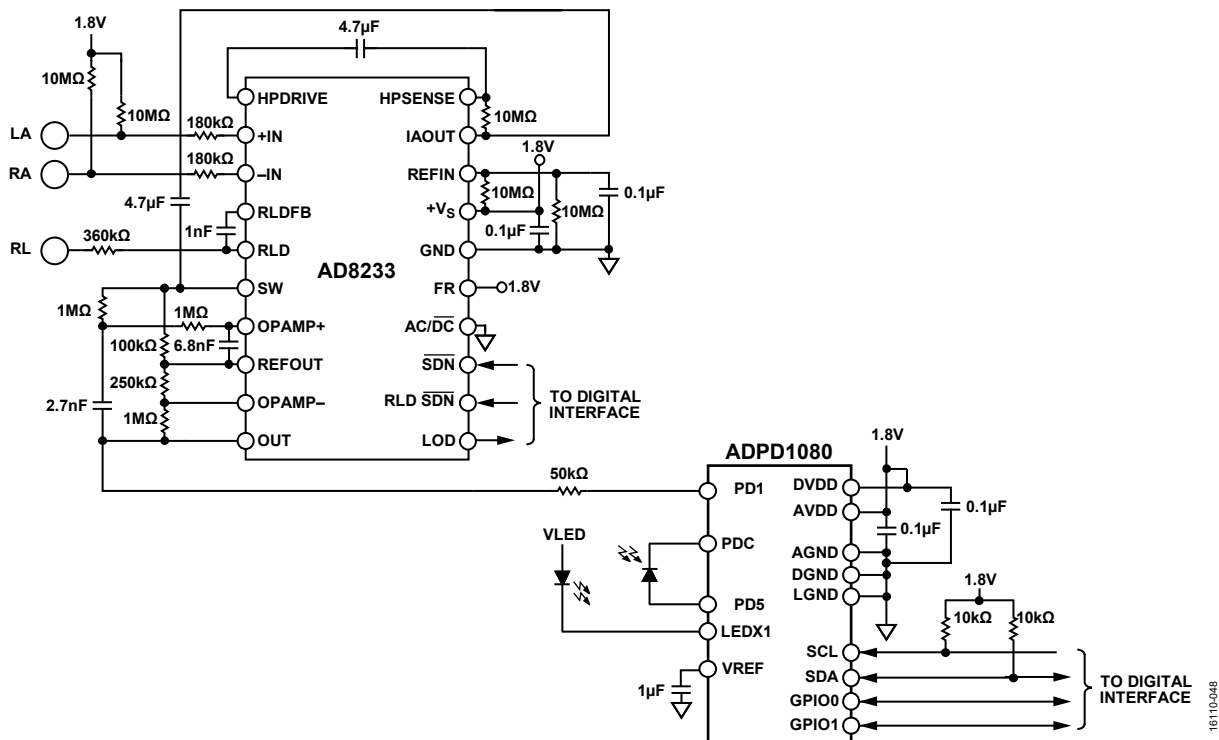 1.8V
4.7µF
10MΩ
10MΩ
HPDRIVE
HPSENSE
10MΩ
LA
180kΩ
+IN
IAOUT
1.8V
RA
180kΩ
–IN
REFIN
4.7µF
10MΩ
10MΩ
0.1µF
RLDFB
+VS
1nF
0.1µF
RL
360kΩ
RLD
GND
AD8233
SW
FR
1.8V
1MΩ
1MΩ
OPAMP+
AC/DC
100kΩ
6.8nF
REFOUT
SDN
250kΩ
TO DIGITAL
INTERFACE
2.7nF
OPAMP–
RLD SDN
1MΩ
OUT
LOD
1.8V
ADPD1080
50kΩ
PD1
DVDD
0.1µF
AVDD
0.1µF
VLED
PDC
AGND
DGND
1.8V
PD5
LGND
10kΩ
10kΩ
LEDX1
SCL
VREF
SDA
TO DIGITAL
INTERFACE
1µF
GPIO0
GPIO1
16110-048